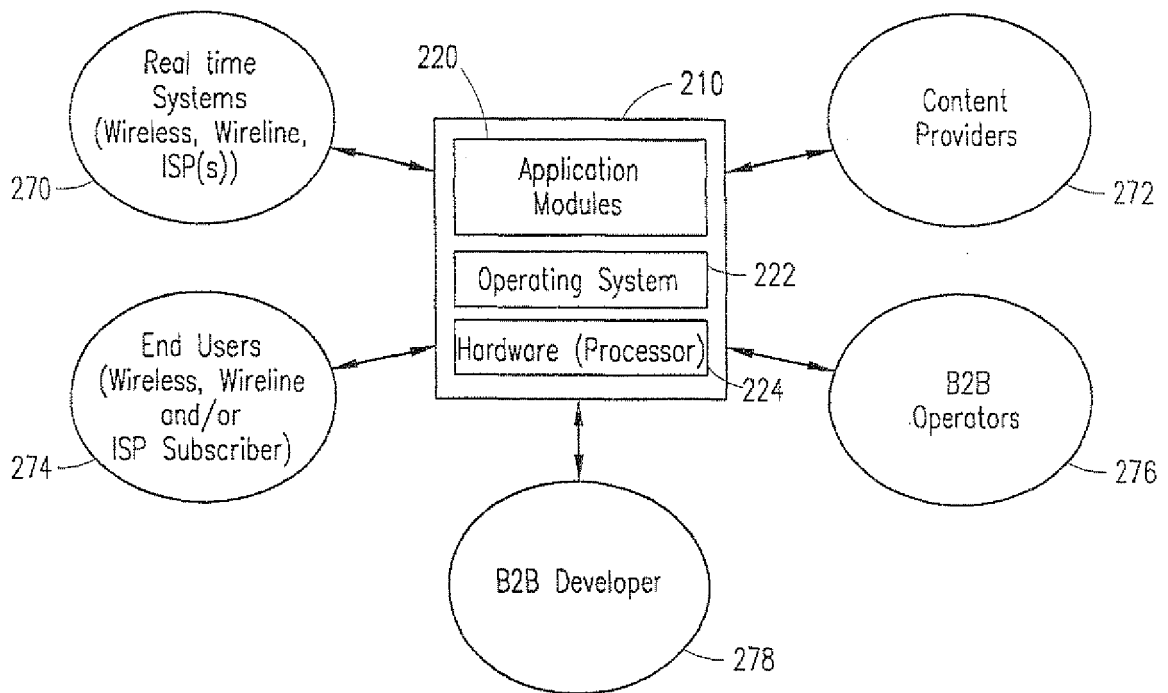 Real time
Systems
(Wireless, Wireline,
ISP(s))
270
220
210
Application
Modules
Operating System
222
Hardware (Processor)
224
Content
Providers
272
End Users
(Wireless, Wireline
and/or
ISP Subscriber)
274
B2B
Operators
276
B2B Developer
278